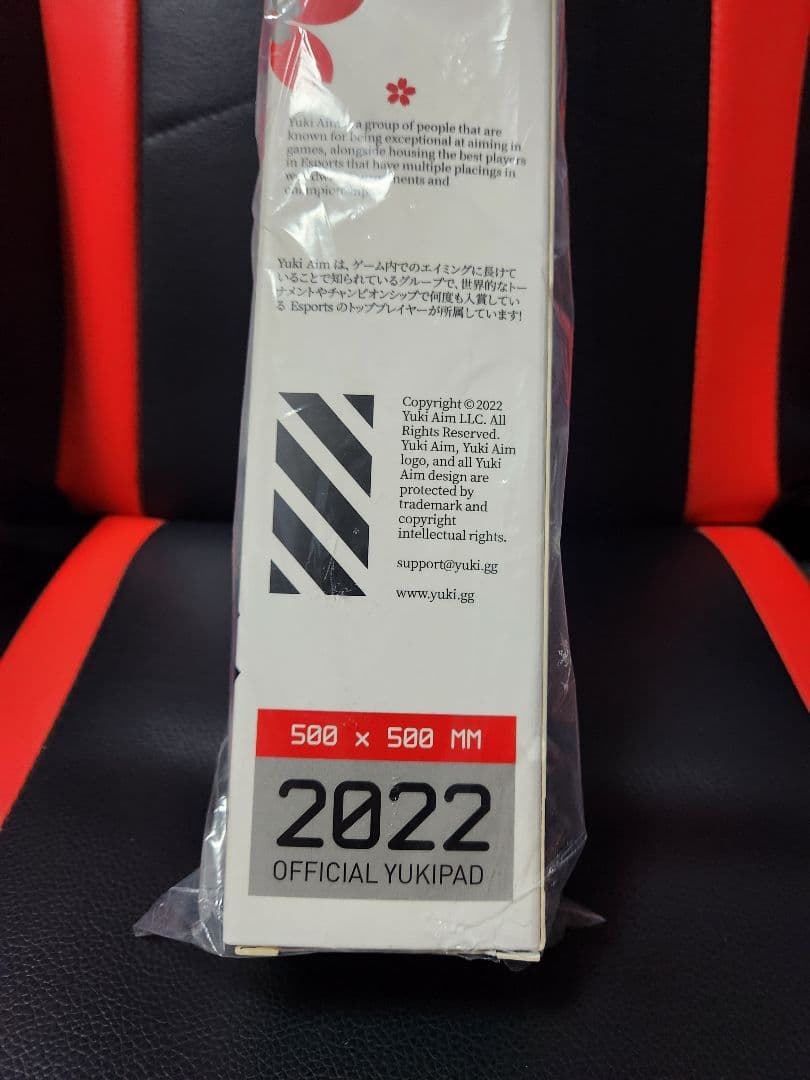 Yuki Aim a group of people that are
known for being exceptional at aiming in
games, alongside housing the best players
in Esports that have multiple placings in
and
Yuki Aim は、ゲーム内でのエイミングに長けて
いることで知られているグループで、世界的なトー
ナメントやチャンピオンシップで何度も入賞してい
る Esports のトッププレイヤーが所属しています!
Copyright © 2022
Yuki Aim LLC. All
Rights Reserved.
Yuki Aim, Yuki Aim
logo, and all Yuki
Aim design are
protected by
trademark and
copyright
intellectual rights.
support@yuki.gg
www.yuki.gg
500 x 500 MM
2022
OFFICIAL YUKIPAD